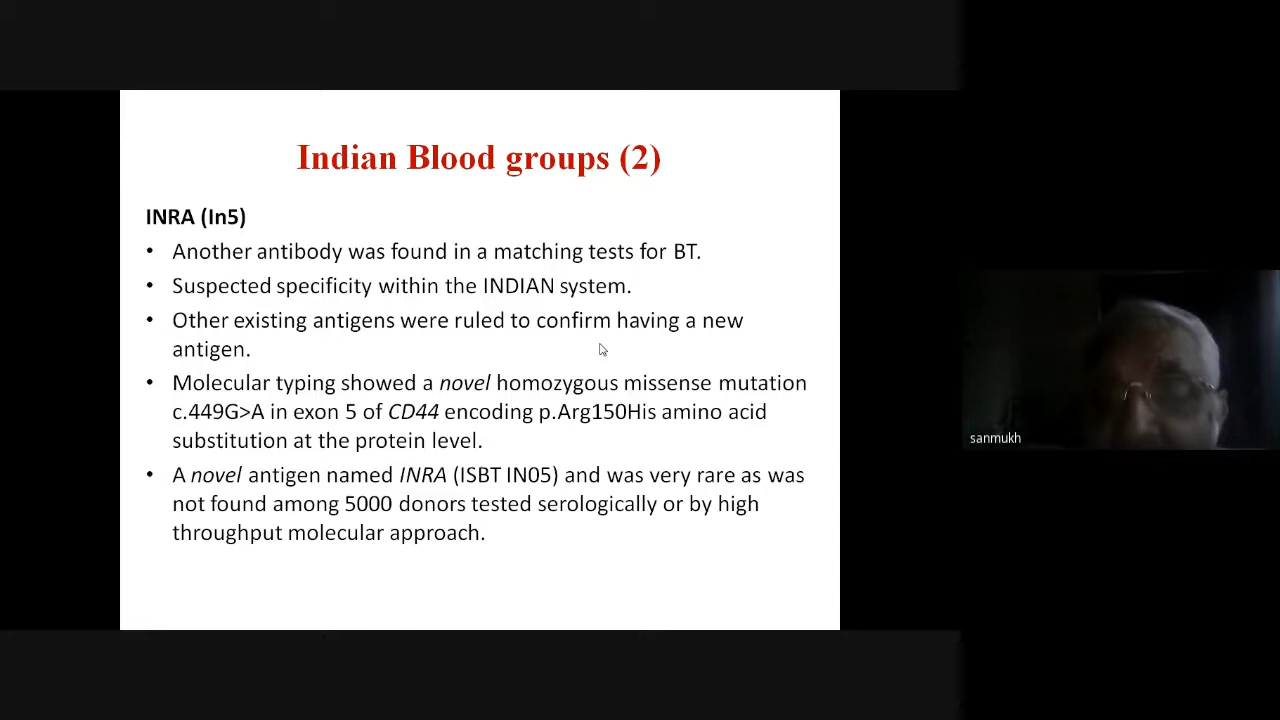 Indian Blood groups (2)
INRA (In5)
• Another antibody was found in a matching tests for BT.
• Suspected specificity within the INDIAN system.
• Other existing antigens were ruled to confirm having a new
antigen.
• Molecular typing showed a novel homozygous missense mutation
c.449G>A in exon 5 of CD44 encoding p.Arg150His amino acid
substitution at the protein level.
• A novel antigen named INRA (ISBT IN05) and was very rare as was
not found among 5000 donors tested serologically or by high
throughput molecular approach.
sanmukh